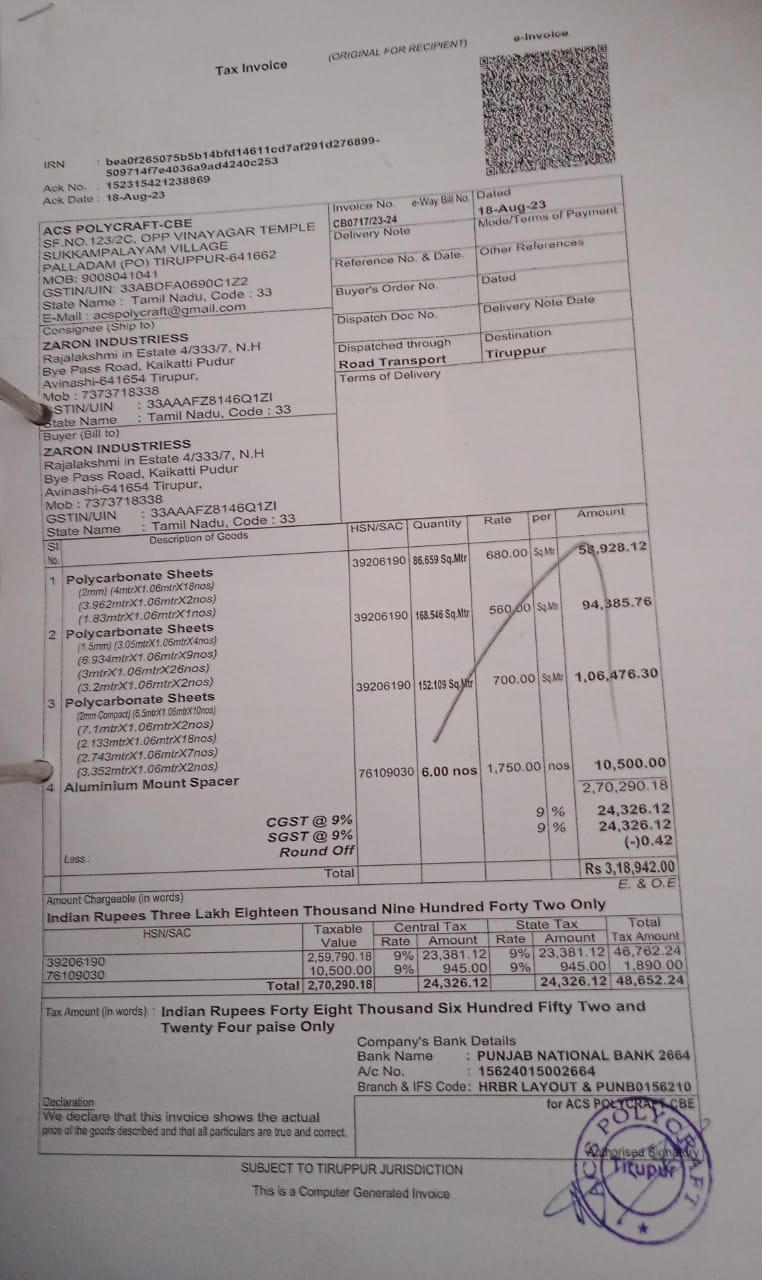 Tax Invoice
(ORIGINAL FOR RECIPIENT)
e-Invoice
IRN : bea0f265075b5b14bfd14611cd7af291d276899-
509714f7e4036a9ad4240c253
Ack No. : 152315421238869
Ack Date : 18-Aug-23
ACS POLYCRAFT-CBE
SF.NO.123/2C, OPP VINAYAGAR TEMPLE
SUKKAMPALAYAM VILLAGE
PALLADAM (PO) TIRUPPUR-641662
MOB: 9008041041
GSTIN/UIN: 33ABDFA0690C1Z2
State Name : Tamil Nadu, Code : 33
E-Mail : acspolycraft@gmail.com
Invoice No. e-Way Bill No.
CB0717/23-24
Dated
18-Aug-23
Delivery Note
Mode/Terms of Payment
Reference No. & Date.
Other References
Buyer's Order No.
Dated
Dispatch Doc No.
Delivery Note Date
Dispatched through
Road Transport
Destination
Tiruppur
Terms of Delivery
Consignee (Ship to)
ZARON INDUSTRIESS
Rajalakshmi in Estate 4/333/7, N.H
Bye Pass Road, Kaikatti Pudur
Avinashi-641654 Tirupur,
Mob : 7373718338
GSTIN/UIN : 33AAAFZ8146Q1ZI
State Name : Tamil Nadu, Code : 33
Buyer (Bill to)
ZARON INDUSTRIESS
Rajalakshmi in Estate 4/333/7, N.H
Bye Pass Road, Kaikatti Pudur
Avinashi-641654 Tirupur,
Mob : 7373718338
GSTIN/UIN : 33AAAFZ8146Q1ZI
State Name : Tamil Nadu, Code : 33
Sl No. Description of Goods HSN/SAC Quantity Rate per Amount
1 Polycarbonate Sheets 39206190 86.659 Sq.Mtr 680.00 Sq.Mtr 58,928.12
(2mm) (4mtrX1.06mtrX18nos)
(3.962mtrX1.06mtrX2nos)
(1.83mtrX1.06mtrX1nos)
2 Polycarbonate Sheets 39206190 168.546 Sq.Mtr 560.00 Sq.Mtr 94,385.76
(1.5mm) (3.05mtrX1.06mtrX4nos)
(6.934mtrX1.06mtrX9nos)
(3mtrX1.06mtrX26nos)
(3.2mtrX1.06mtrX2nos)
3 Polycarbonate Sheets 39206190 152.109 Sq.Mtr 700.00 Sq.Mtr 1,06,476.30
(2mm Compact) (6.5mtrX1.06mtrX10nos)
(7.1mtrX1.06mtrX2nos)
(2.133mtrX1.06mtrX18nos)
(2.743mtrX1.06mtrX7nos)
(3.352mtrX1.06mtrX2nos)
4 Aluminium Mount Spacer 76109030 6.00 nos 1,750.00 nos 10,500.00
2,70,290.18
CGST @ 9% 9 % 24,326.12
SGST @ 9% 9 % 24,326.12
Less : Round Off (-)0.42
Total Rs 3,18,942.00
E. & O.E
Amount Chargeable (in words)
Indian Rupees Three Lakh Eighteen Thousand Nine Hundred Forty Two Only
HSN/SAC Taxable Value Central Tax State Tax Total Tax Amount
Rate Amount Rate Amount
39206190 2,59,790.18 9% 23,381.12 9% 23,381.12 46,762.24
76109030 10,500.00 9% 945.00 9% 945.00 1,890.00
Total 2,70,290.18 24,326.12 24,326.12 48,652.24
Tax Amount (in words) : Indian Rupees Forty Eight Thousand Six Hundred Fifty Two and
Twenty Four paise Only
Company's Bank Details
Bank Name : PUNJAB NATIONAL BANK 2664
A/c No. : 15624015002664
Branch & IFS Code: HRBR LAYOUT & PUNB0156210
Declaration
We declare that this invoice shows the actual
price of the goods described and that all particulars are true and correct.
for ACS POLYCRAFT-CBE
Authorised Signatory
ACS POLYCRAFT
Tirupur
SUBJECT TO TIRUPPUR JURISDICTION
This is a Computer Generated Invoice